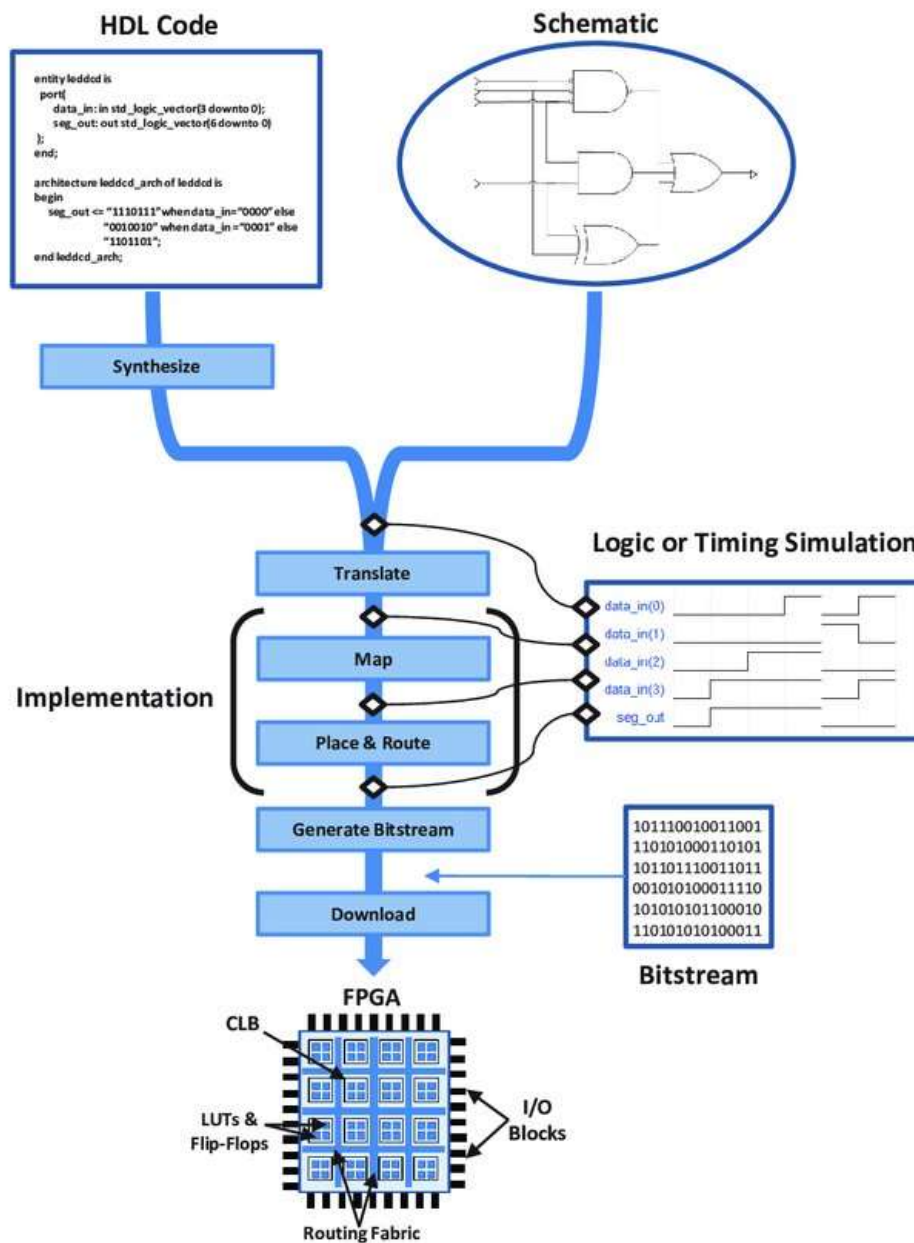 HDL Code
entity leddcd is
port(
data_in: in std_logic_vector(3 downto 0);
seg_out: out std_logic_vector(6 downto 0)
);
end;
architecture leddcd_arch of leddcd is
begin
seg_out <= "1110111" when data_in="0000" else
"0010010" when data_in ="0001" else
"1101101";
end leddcd_arch;
Schematic
Synthesize
Translate
Implementation
Map
Place & Route
Logic or Timing Simulation
data_in(0)
data_in(1)
data_in(2)
data_in(3)
seg_out
Generate Bitstream
Download
101110010011001
110101000110101
101101110011011
001010100011110
101010101100010
110101010100011
Bitstream
FPGA
CLB
LUTs &
Flip-Flops
I/O
Blocks
Routing Fabric